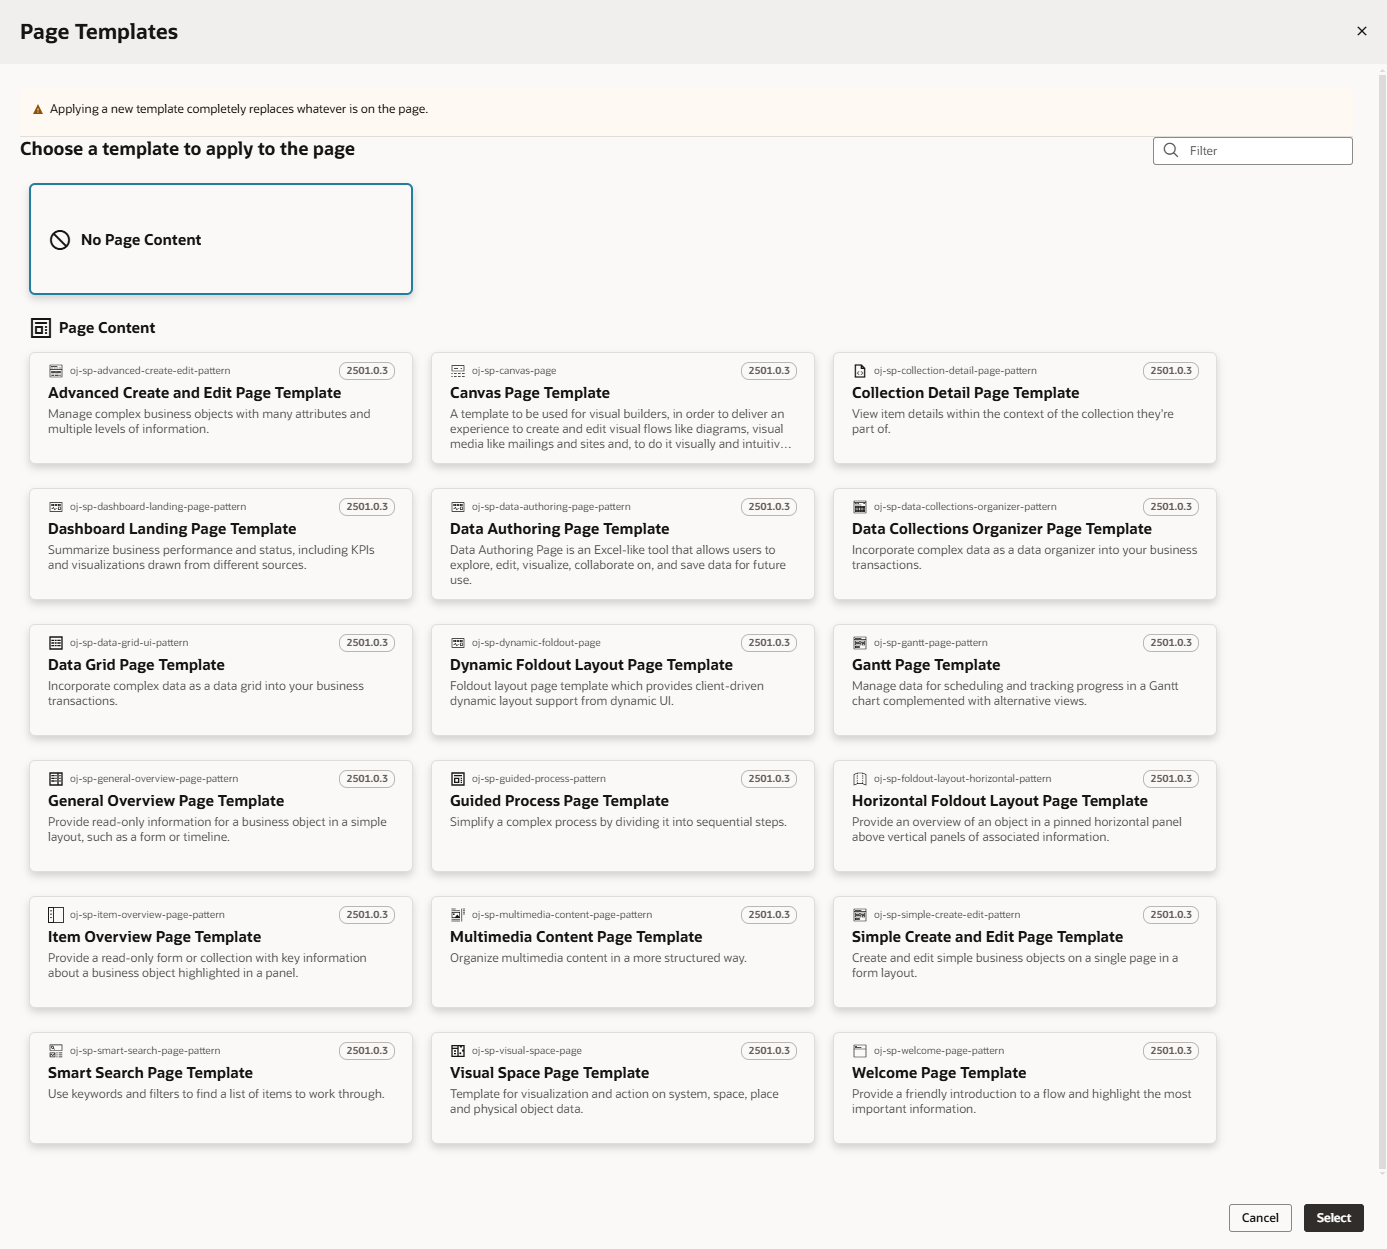 Page Templates
Applying a new template completely replaces whatever is on the page.
Choose a template to apply to the page
Filter
No Page Content
Page Content
oj-sp-advanced-create-edit-pattern
2501.0.3
Advanced Create and Edit Page Template
Manage complex business objects with many attributes and
multiple levels of information.
oj-sp-canvas-page
2501.0.3
Canvas Page Template
A template to be used for visual builders, in order to deliver an
experience to create and edit visual flows like diagrams, visual
media like mailings and sites and, to do it visually and intuitiv...
oj-sp-collection-detail-page-pattern
2501.0.3
Collection Detail Page Template
View item details within the context of the collection they're
part of.
oj-sp-dashboard-landing-page-pattern
2501.0.3
Dashboard Landing Page Template
Summarize business performance and status, including KPIs
and visualizations drawn from different sources.
oj-sp-data-authoring-page-pattern
2501.0.3
Data Authoring Page Template
Data Authoring Page is an Excel-like tool that allows users to
explore, edit, visualize, collaborate on, and save data for future
use.
oj-sp-data-collections-organizer-pattern
2501.0.3
Data Collections Organizer Page Template
Incorporate complex data as a data organizer into your business
transactions.
oj-sp-data-grid-ui-pattern
2501.0.3
Data Grid Page Template
Incorporate complex data as a data grid into your business
transactions.
oj-sp-dynamic-foldout-page
2501.0.3
Dynamic Foldout Layout Page Template
Foldout layout page template which provides client-driven
dynamic layout support from dynamic UI.
oj-sp-gantt-page-pattern
2501.0.3
Gantt Page Template
Manage data for scheduling and tracking progress in a Gantt
chart complemented with alternative views.
oj-sp-general-overview-page-pattern
2501.0.3
General Overview Page Template
Provide read-only information for a business object in a simple
layout, such as a form or timeline.
oj-sp-guided-process-pattern
2501.0.3
Guided Process Page Template
Simplify a complex process by dividing it into sequential steps.
oj-sp-foldout-layout-horizontal-pattern
2501.0.3
Horizontal Foldout Layout Page Template
Provide an overview of an object in a pinned horizontal panel
above vertical panels of associated information.
oj-sp-item-overview-page-pattern
2501.0.3
Item Overview Page Template
Provide a read-only form or collection with key information
about a business object highlighted in a panel.
oj-sp-multimedia-content-page-pattern
2501.0.3
Multimedia Content Page Template
Organize multimedia content in a more structured way.
oj-sp-simple-create-edit-pattern
2501.0.3
Simple Create and Edit Page Template
Create and edit simple business objects on a single page in a
form layout.
oj-sp-smart-search-page-pattern
2501.0.3
Smart Search Page Template
Use keywords and filters to find a list of items to work through.
oj-sp-visual-space-page
2501.0.3
Visual Space Page Template
Template for visualization and action on system, space, place
and physical object data.
oj-sp-welcome-page-pattern
2501.0.3
Welcome Page Template
Provide a friendly introduction to a flow and highlight the most
important information.
Cancel
Select